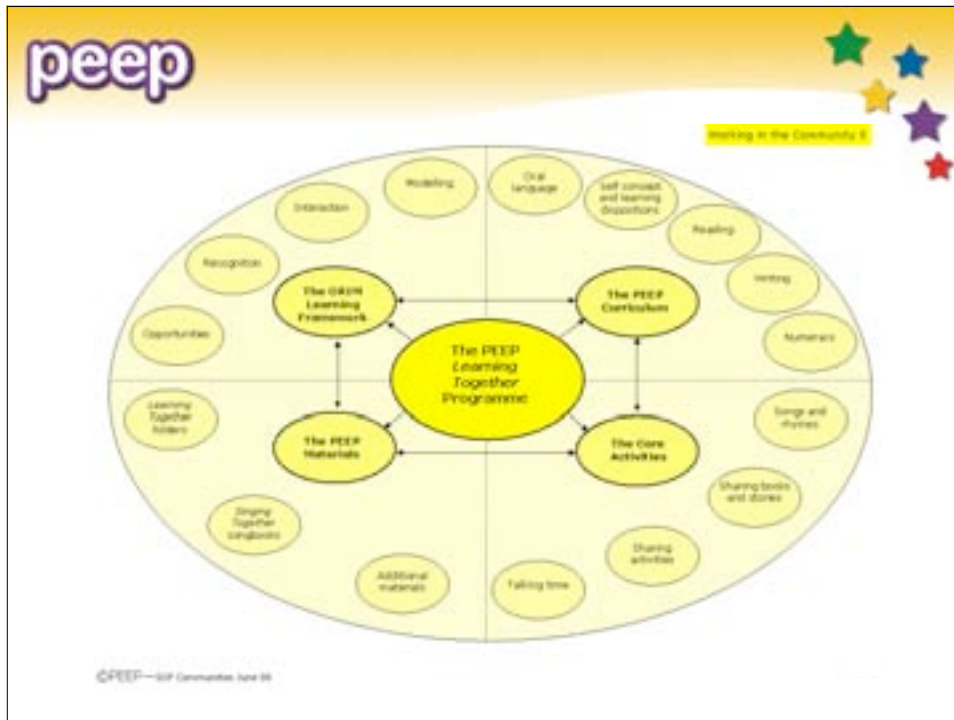 peep
Working in the Community
Modelling
Oral
language
Self concept
and learning
dispositions
Interaction
Reading
Recognition
Writing
The ORIM
Learning
Framework
The PEEP
Curriculum
Opportunities
Numeracy
The PEEP
Learning
Together
Programme
Learning
Together
folders
Songs and
rhymes
The PEEP
Materials
The Core
Activities
Sharing books
and stories
Singing
Together
songbooks
Sharing
activities
Additional
materials
Talking time
©PEEP— Communities June